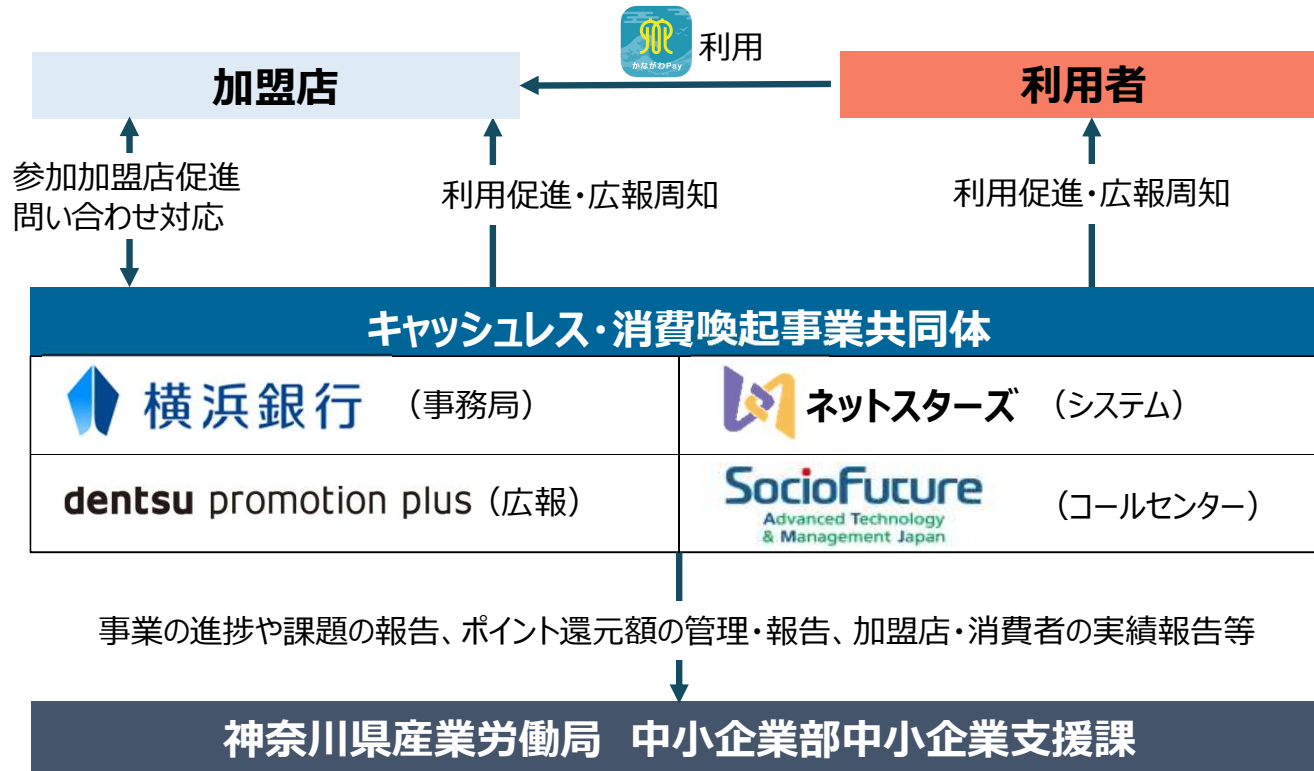 かながわPay
利用
加盟店
利用者
参加加盟店促進
問い合わせ対応
利用促進・広報周知
利用促進・広報周知
キャッシュレス・消費喚起事業共同体
横浜銀行 （事務局）
ネットスターズ （システム）
dentsu promotion plus（広報）
SocioFuture
Advanced Technology
& Management Japan
（コールセンター）
事業の進捗や課題の報告、ポイント還元額の管理・報告、加盟店・消費者の実績報告等
神奈川県産業労働局 中小企業部中小企業支援課